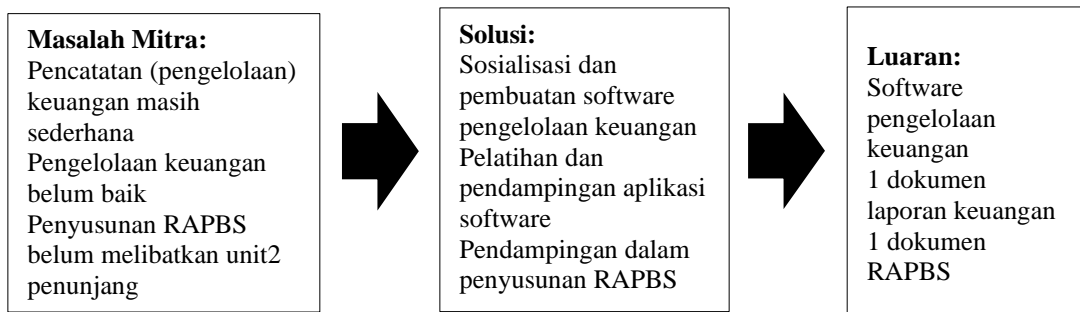 Masalah Mitra:
Pencatatan (pengelolaan)
keuangan masih
sederhana
Pengelolaan keuangan
belum baik
Penyusunan RAPBS
belum melibatkan unit2
penunjang
Solusi:
Sosialisasi dan
pembuatan software
pengelolaan keuangan
Pelatihan dan
pendampingan aplikasi
software
Pendampingan dalam
penyusunan RAPBS
Luaran:
Software
pengelolaan
keuangan
1 dokumen
laporan keuangan
1 dokumen
RAPBS